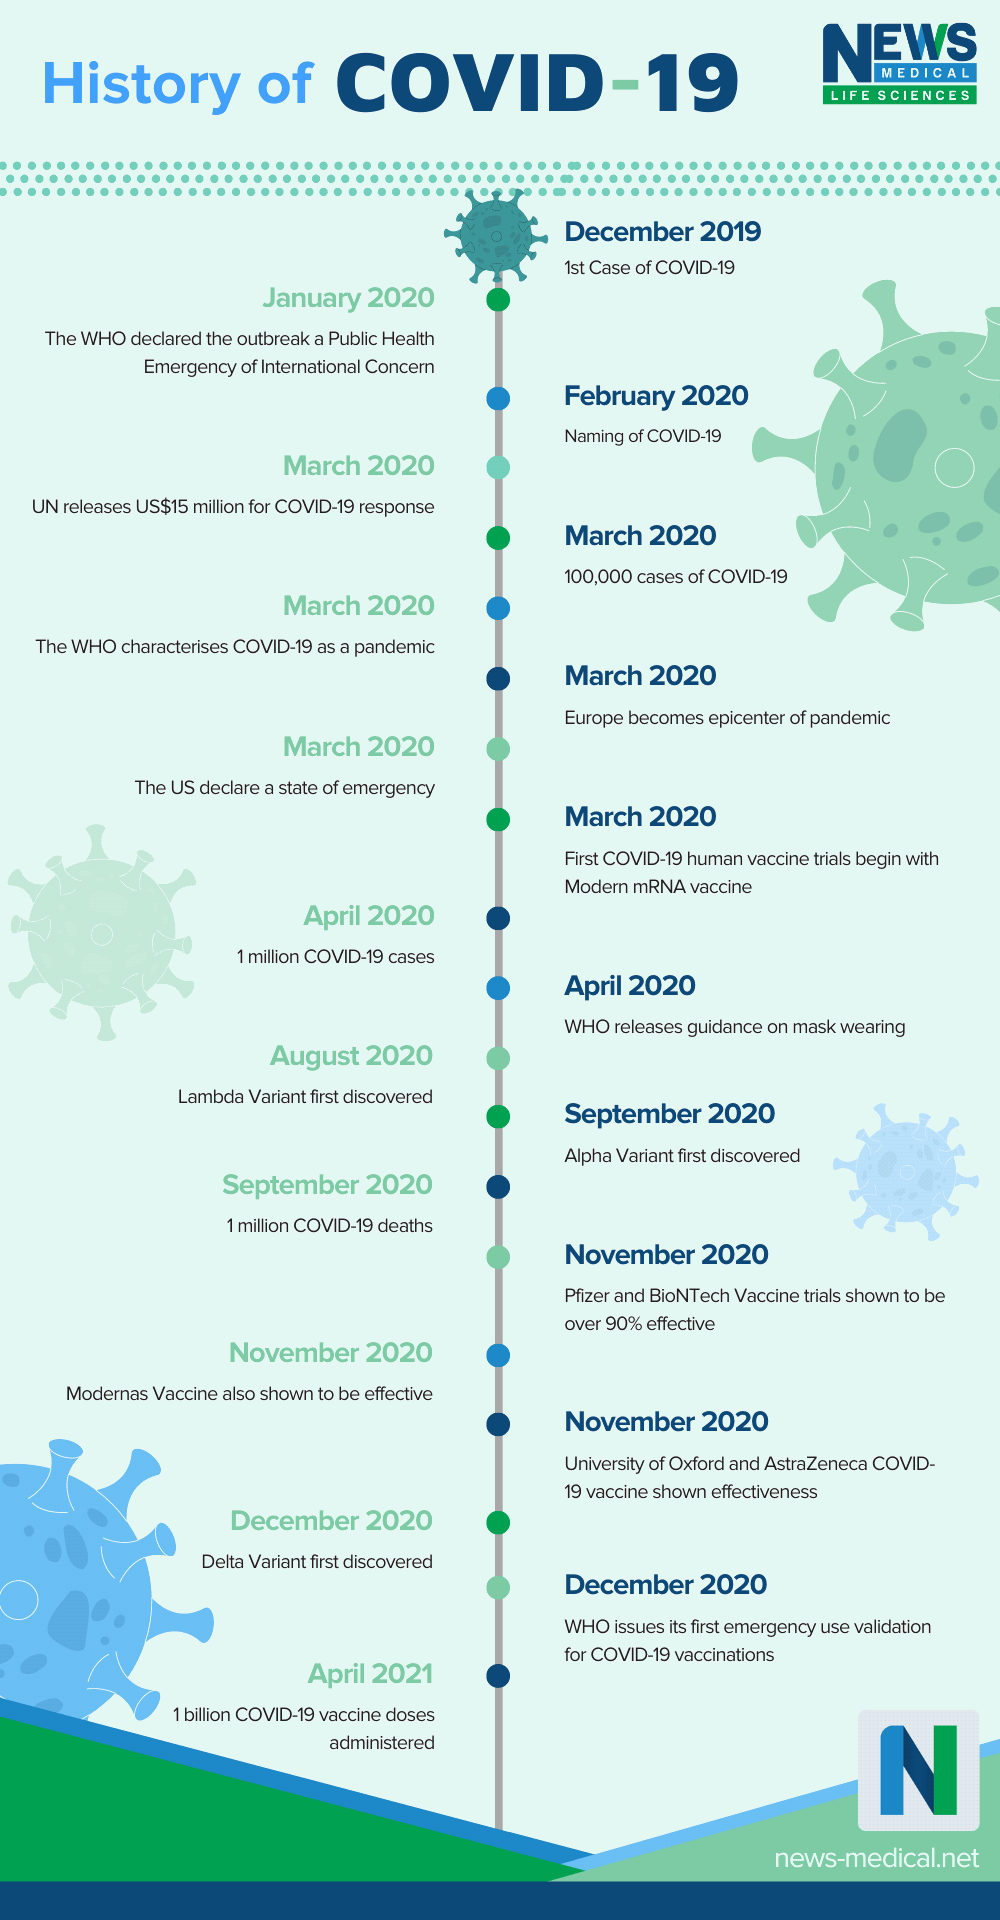 History of COVID-19
NEWS
MEDICAL
LIFE SCIENCES
December 2019
1st Case of COVID-19
January 2020
The WHO declared the outbreak a Public Health
Emergency of International Concern
February 2020
Naming of COVID-19
March 2020
UN releases US$15 million for COVID-19 response
March 2020
100,000 cases of COVID-19
March 2020
The WHO characterises COVID-19 as a pandemic
March 2020
Europe becomes epicenter of pandemic
March 2020
The US declare a state of emergency
March 2020
First COVID-19 human vaccine trials begin with
Modern mRNA vaccine
April 2020
1 million COVID-19 cases
April 2020
WHO releases guidance on mask wearing
August 2020
Lambda Variant first discovered
September 2020
Alpha Variant first discovered
September 2020
1 million COVID-19 deaths
November 2020
Pfizer and BioNTech Vaccine trials shown to be
over 90% effective
November 2020
Modernas Vaccine also shown to be effective
November 2020
University of Oxford and AstraZeneca COVID-
19 vaccine shown effectiveness
December 2020
Delta Variant first discovered
December 2020
WHO issues its first emergency use validation
for COVID-19 vaccinations
April 2021
1 billion COVID-19 vaccine doses
administered
N
news-medical.net